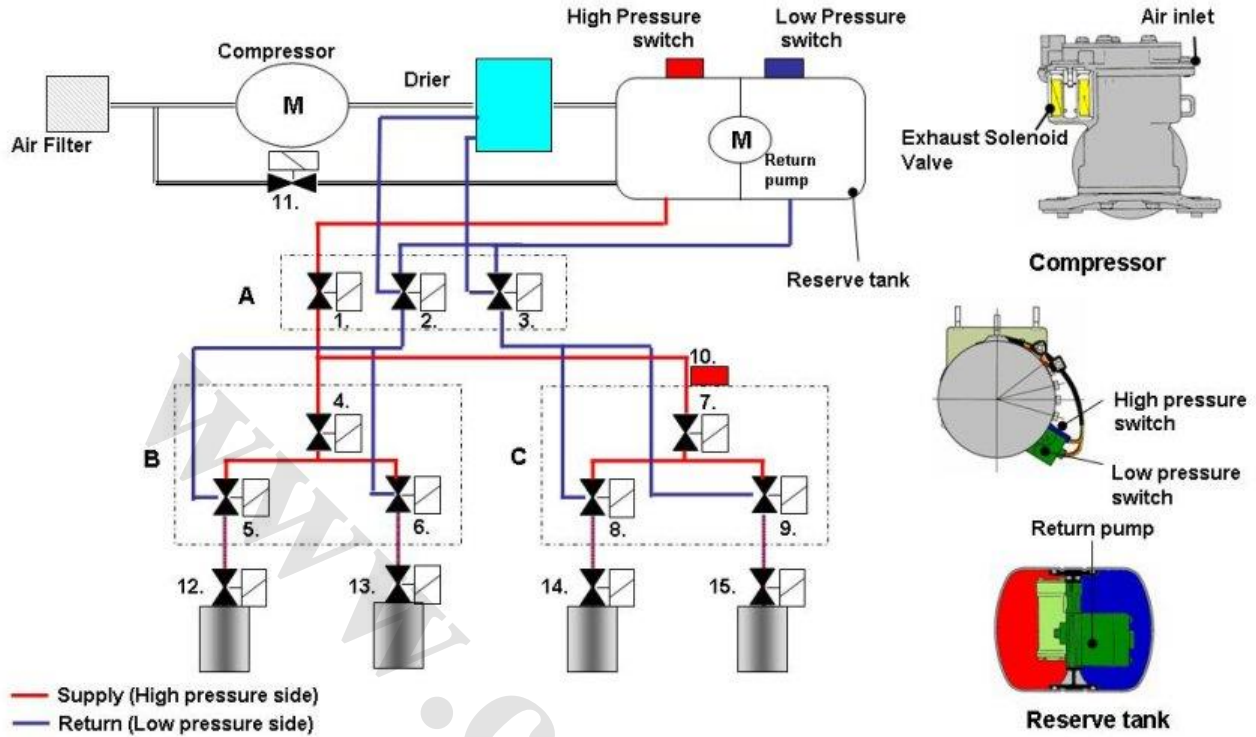 High Pressure
switch
Low Pressure
switch
Air inlet
Compressor
Drier
M
M
Return
pump
Air Filter
11.
Exhaust Solenoid
Valve
Reserve tank
Compressor
A
1.
2.
3.
10.
4.
7.
B
C
5.
6.
8.
9.
12.
13.
14.
15.
High pressure
switch
Low pressure
switch
Return pump
Supply (High pressure side)
Return (Low pressure side)
Reserve tank